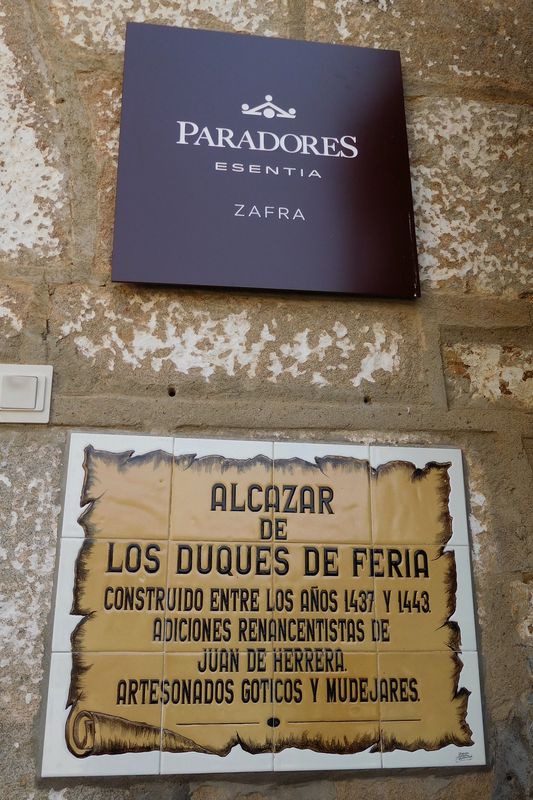 PARADORES
ESENTIA
ZAFRA
ALCAZAR
DE
LOS DUQUES DE FERIA
CONSTRUIDO ENTRE LOS AÑOS 1437 Y 1443.
ADICIONES RENANCENTISTAS DE
JUAN DE HERRERA.
ARTESONADOS GOTICOS Y MUDEJARES.